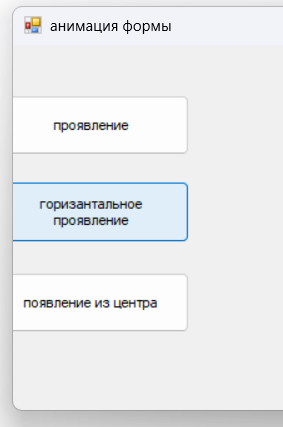 анимация формы
проявление
горизантальное
проявление
появление из центра